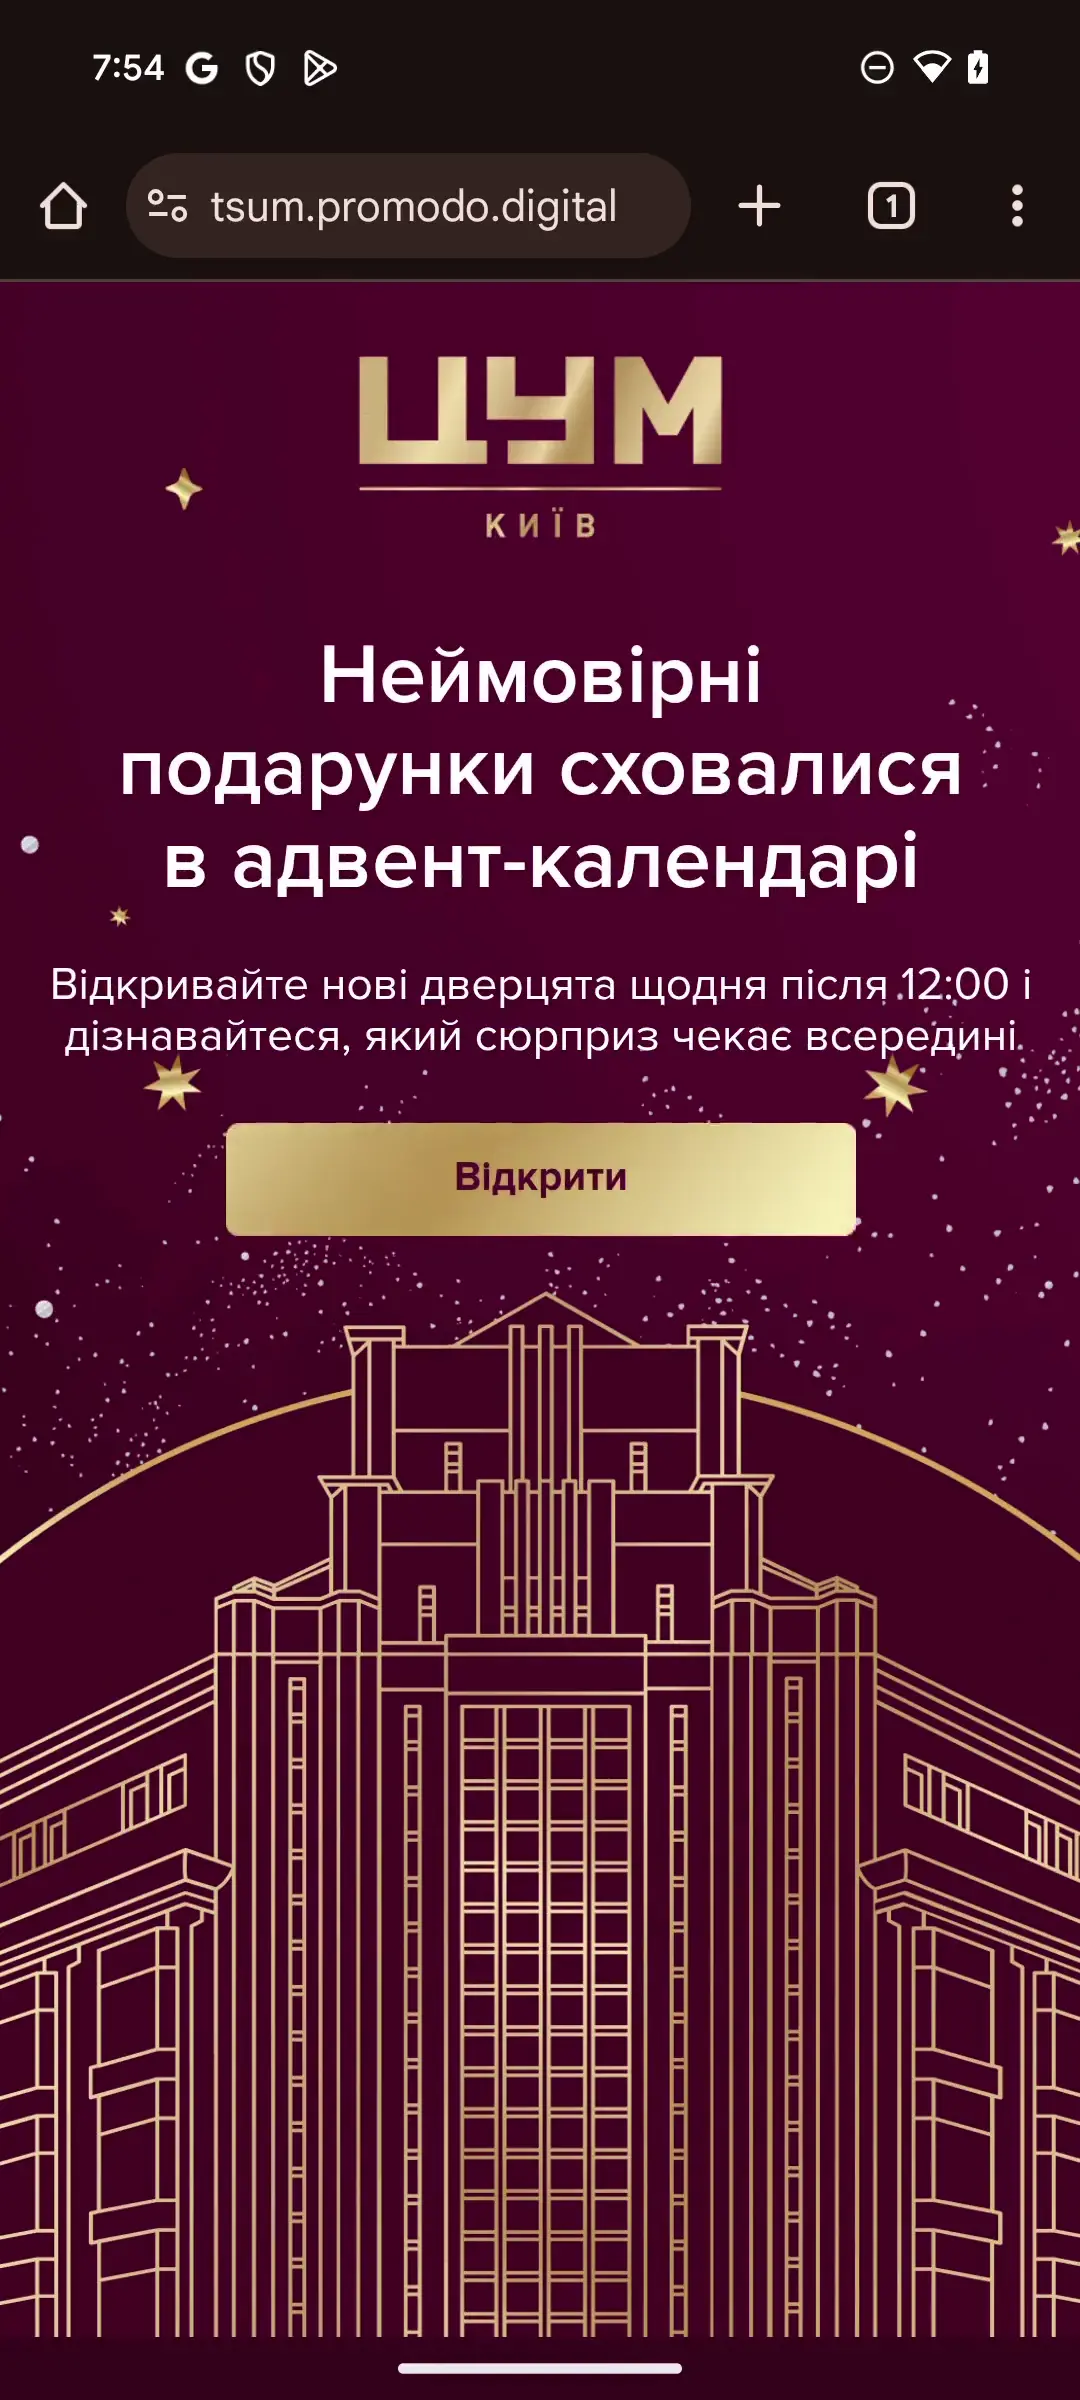 7:54
tsum.promodo.digital
1
ЦУМ
КИЇВ
Неймовірні
подарунки сховалися
в адвент-календарі
Відкривайте нові дверцята щодня після 12:00 і
дізнавайтеся, який сюрприз чекає всередині.
Відкрити